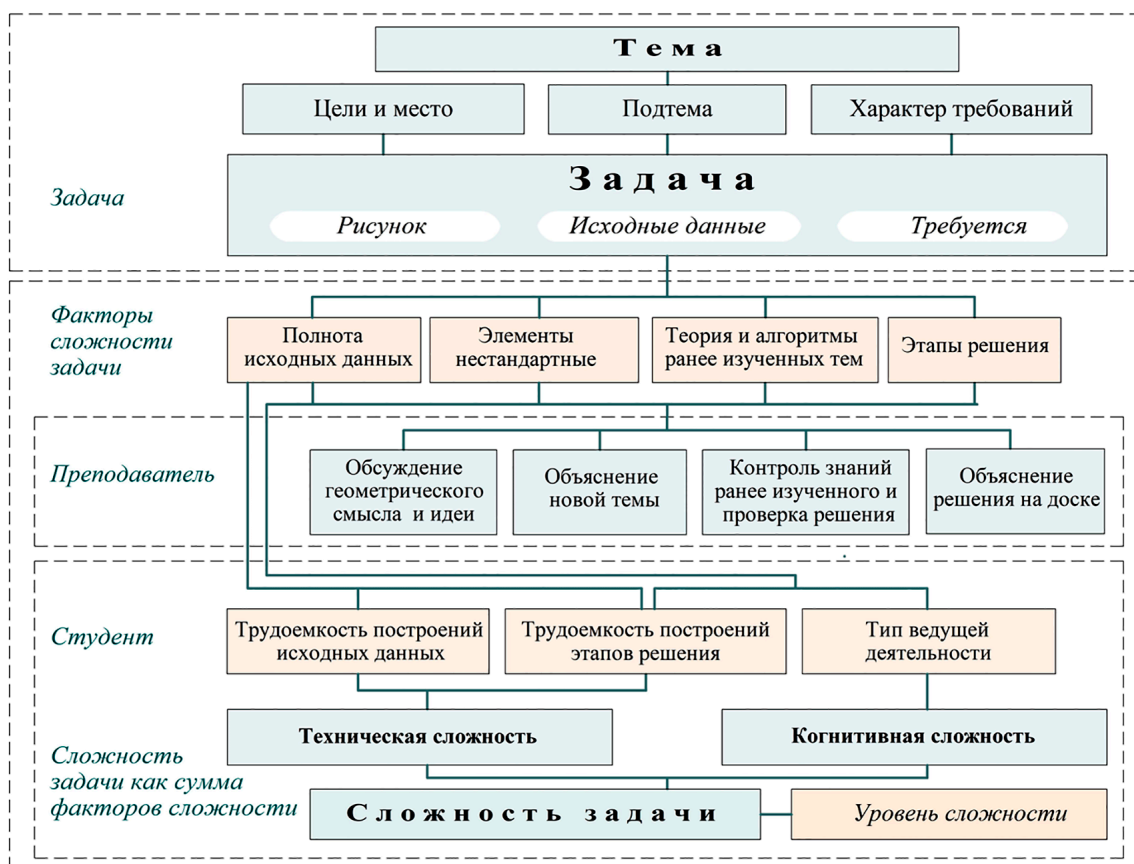 Тема
Цели и место
Подтема
Характер требований
Задача
Задача
Рисунок
Исходные данные
Требуется
Факторы
сложности
задачи
Полнота
исходных данных
Элементы
нестандартные
Теория и алгоритмы
ранее изученных тем
Этапы решения
Преподаватель
Обсуждение
геометрического
смысла и идеи
Объяснение
новой темы
Контроль знаний
ранее изученного и
проверка решения
Объяснение
решения на доске
Студент
Трудоемкость построений
исходных данных
Трудоемкость построений
этапов решения
Тип ведущей
деятельности
Техническая сложность
Когнитивная сложность
Сложность
задачи как сумма
факторов сложности
Сложность задачи
Уровень сложности